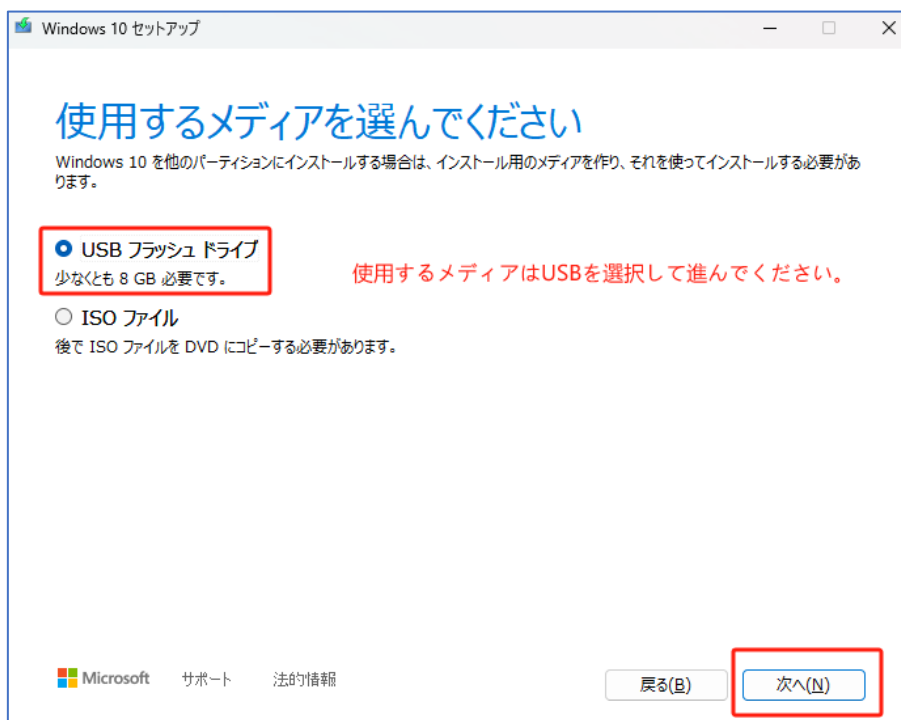 Windows 10 セットアップ
使用するメディアを選んでください
Windows 10 を他のパーティションにインストールする場合は、インストール用のメディアを作り、それを使ってインストールする必要があ
ります。
USB フラッシュ ドライブ
少なくとも 8 GB 必要です。
使用するメディアはUSBを選択して進んでください。
ISO ファイル
後で ISO ファイルを DVD にコピーする必要があります。
Microsoft サポート 法的情報 戻る(B) 次へ(N)